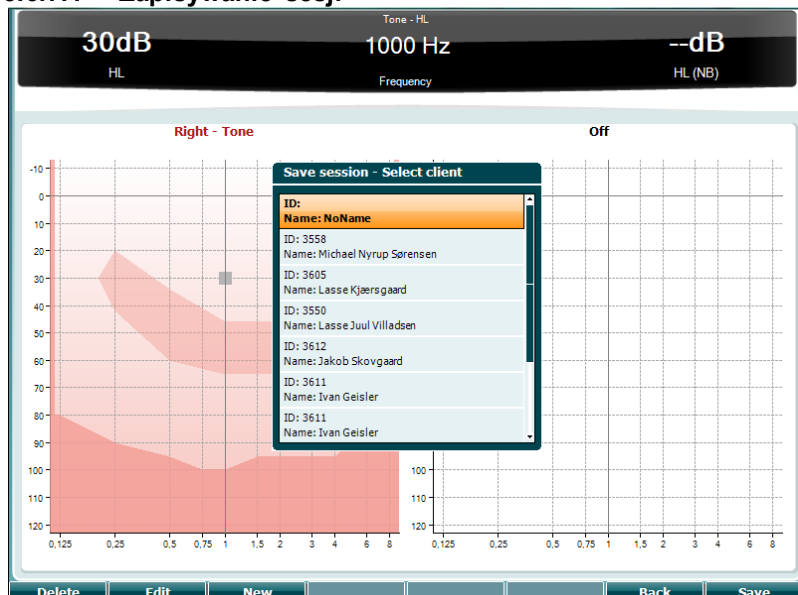 Zapisywanie sesji
Tone - HL
30dB
1000 Hz
--dB
HL
Frequency
HL (NB)
Right - Tone
Off
Save session - Select client
ID:
Name: NoName
ID: 3558
Name: Michael Nyrup Sørensen
ID: 3605
Name: Lasse Kjærsgaard
ID: 3550
Name: Lasse Juul Villadsen
ID: 3612
Name: Jakob Skovgaard
ID: 3611
Name: Ivan Geisler
ID: 3611
Name: Ivan Geisler
-10
0
10
20
30
40
50
60
70
80
90
100
110
120
0,125 0,25 0,5 0,75 1 1,5 2 3 4 6 8
100
110
120
0,125 0,25 0,5 0,75 1 1,5 2 3 4 6 8
Delete Edit New Back Save